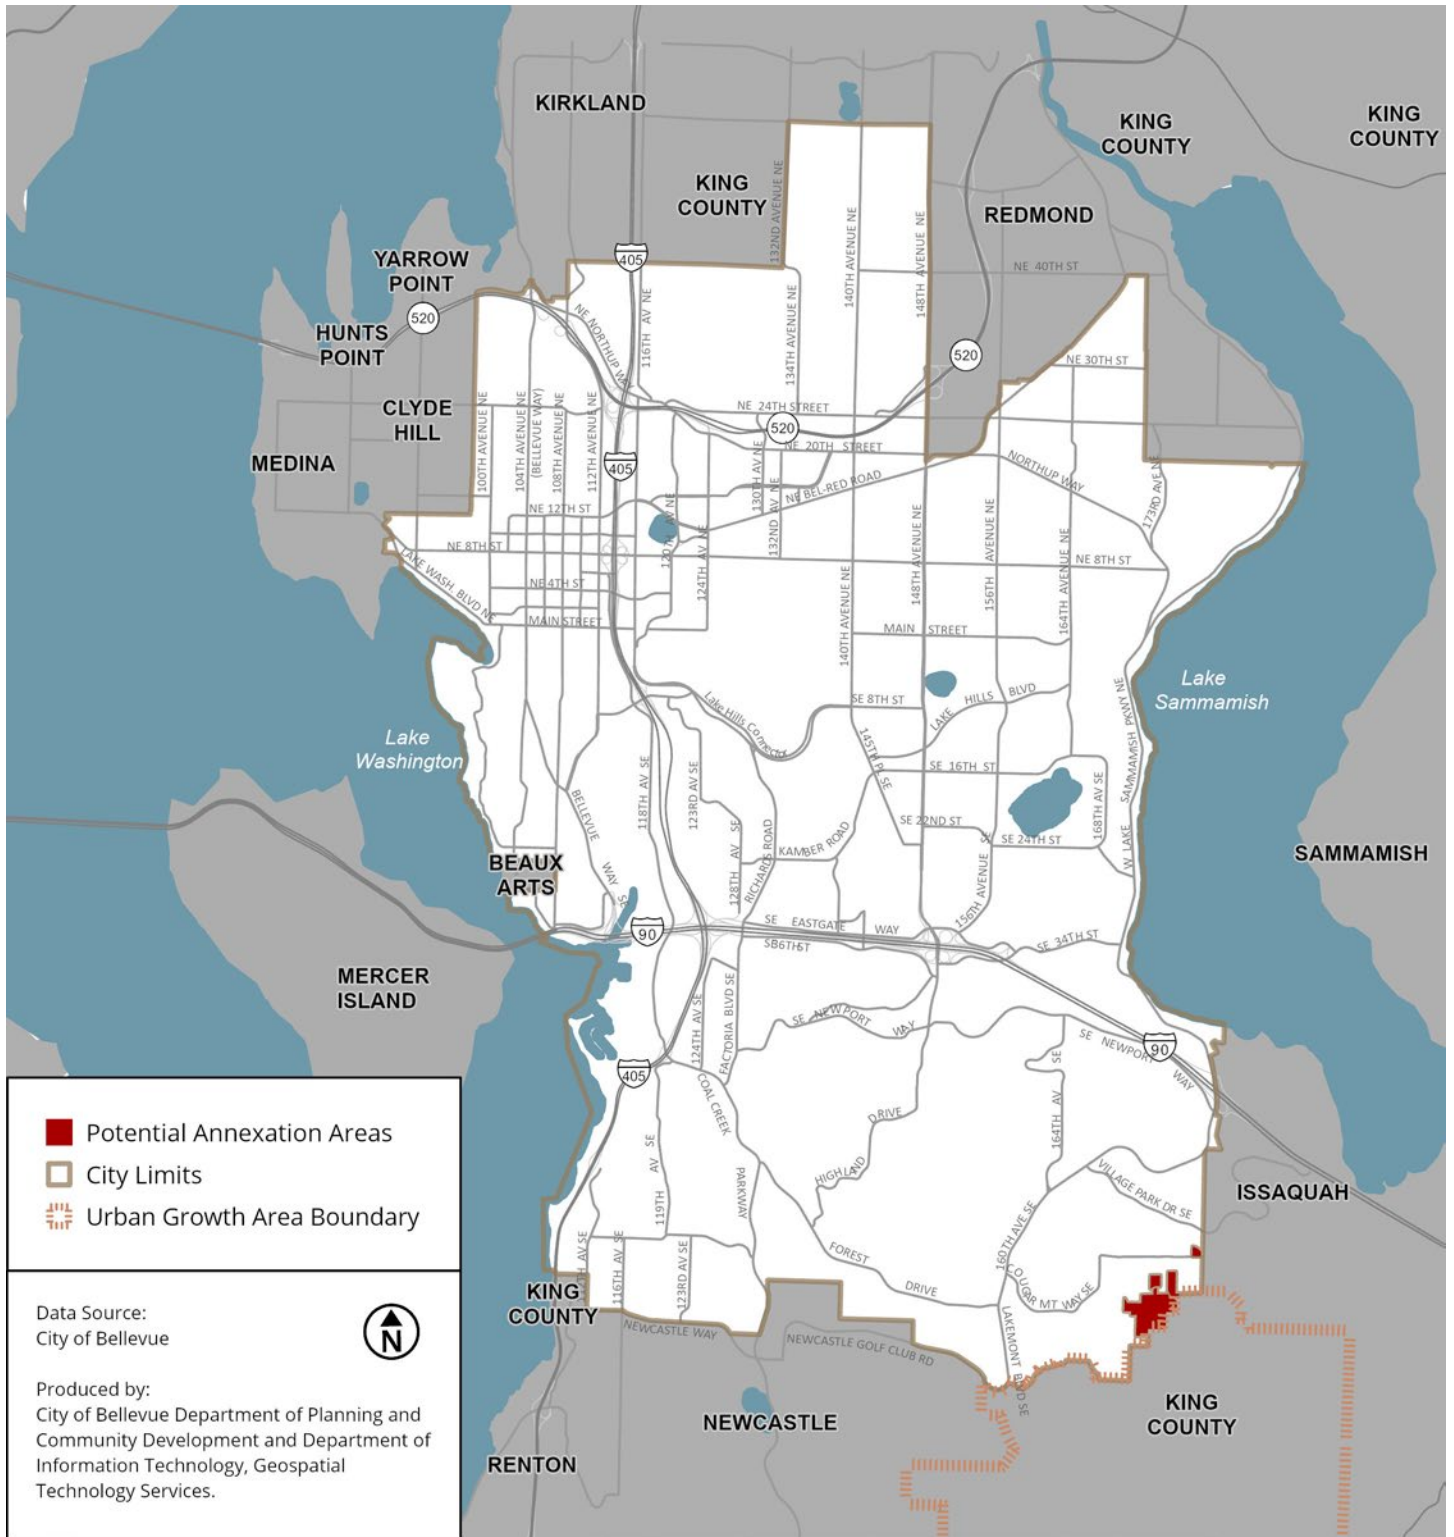 KIRKLAND
KING
COUNTY
KING
COUNTY
KING
COUNTY
REDMOND
132ND AVENUE NE
140TH AVENUE NE
148TH AVENUE NE
YARROW
POINT
405
520
HUNTS
POINT
NE 40TH ST
NE NORTHUP WAY
116TH AV NE
134TH AVENUE NE
520
NE 30TH ST
CLYDE
HILL
MEDINA
NE 24TH STREET
520
NE 20TH STREET
100TH AVENUE NE
104TH AVENUE NE
(BELLEVUE WAY)
108TH AVENUE NE
112TH AVENUE NE
405
130TH AV NE
132ND AV NE
NE BEL-RED ROAD
NORTHUP WAY
173RD AVE NE
NE 12TH ST
120TH AV NE
124TH AV NE
NE 8TH ST
NE 8TH ST
LAKE WASH. BLVD NE
NE 4TH ST
MAIN STREET
140TH AVENUE NE
148TH AVENUE NE
156TH AVENUE NE
164TH AVENUE NE
MAIN STREET
Lake
Washington
Lake
Sammamish
Lake Hills Connector
SE 8TH ST
LAKE HILLS BLVD
145TH PL SE
SE 16TH ST
W LAKE SAMMAMISH PKWY NE
118TH AV SE
123RD AV SE
BELLEVUE WAY SE
128TH AV SE
RICHARDS ROAD
KAMBER ROAD
SE 22ND ST
SE 24TH ST
168TH AV SE
156TH AVENUE SE
SAMMAMISH
BEAUX
ARTS
90
SE EASTGATE WAY
SE 34TH ST
MERCER
ISLAND
124TH AV SE
FACTORIA BLVD SE
SE NEWPORT WAY
SE NEWPORT WAY
90
405
COAL CREEK PARKWAY
164TH AV SE
HIGHLAND DRIVE
119TH AV SE
VILLAGE PARK DR SE
ISSAQUAH
160TH AVE SE
FOREST DRIVE
COUGAR MT WAY SE
116TH AV SE
123RD AV SE
LAKEMONT BLVD SE
KING
COUNTY
NEWCASTLE WAY
NEWCASTLE GOLF CLUB RD
KING
COUNTY
NEWCASTLE
RENTON
Potential Annexation Areas
City Limits
Urban Growth Area Boundary
Data Source:
City of Bellevue
N
Produced by:
City of Bellevue Department of Planning and
Community Development and Department of
Information Technology, Geospatial
Technology Services.